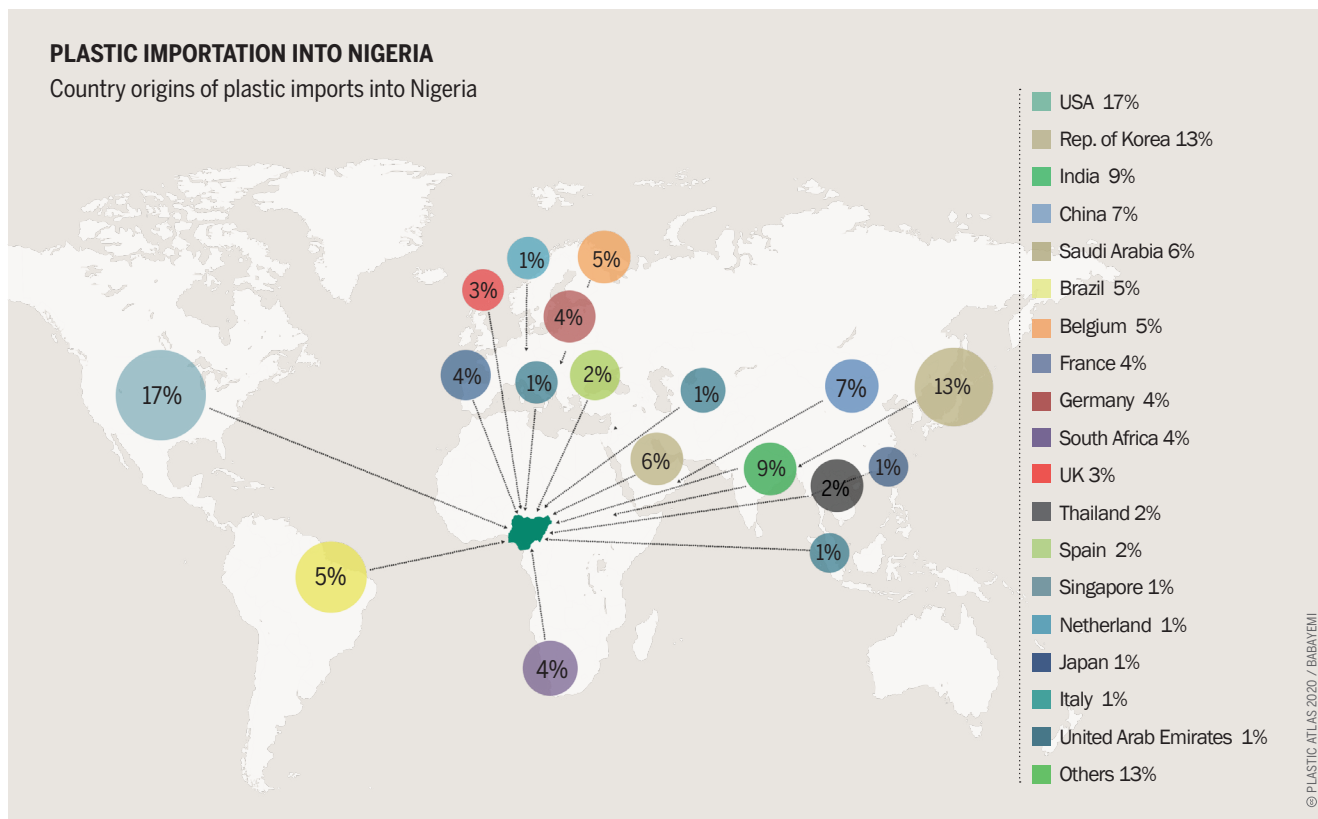 PLASTIC IMPORTATION INTO NIGERIA
Country origins of plastic imports into Nigeria
USA 17%
Rep. of Korea 13%
India 9%
China 7%
Saudi Arabia 6%
Brazil 5%
Belgium 5%
France 4%
Germany 4%
South Africa 4%
UK 3%
Thailand 2%
Spain 2%
Singapore 1%
Netherland 1%
Japan 1%
Italy 1%
United Arab Emirates 1%
Others 13%
1%
5%
3%
4%
4%
1%
2%
1%
7%
13%
17%
6%
9%
1%
2%
1%
5%
4%
© PLASTIC ATLAS 2020 / BABAYEMI